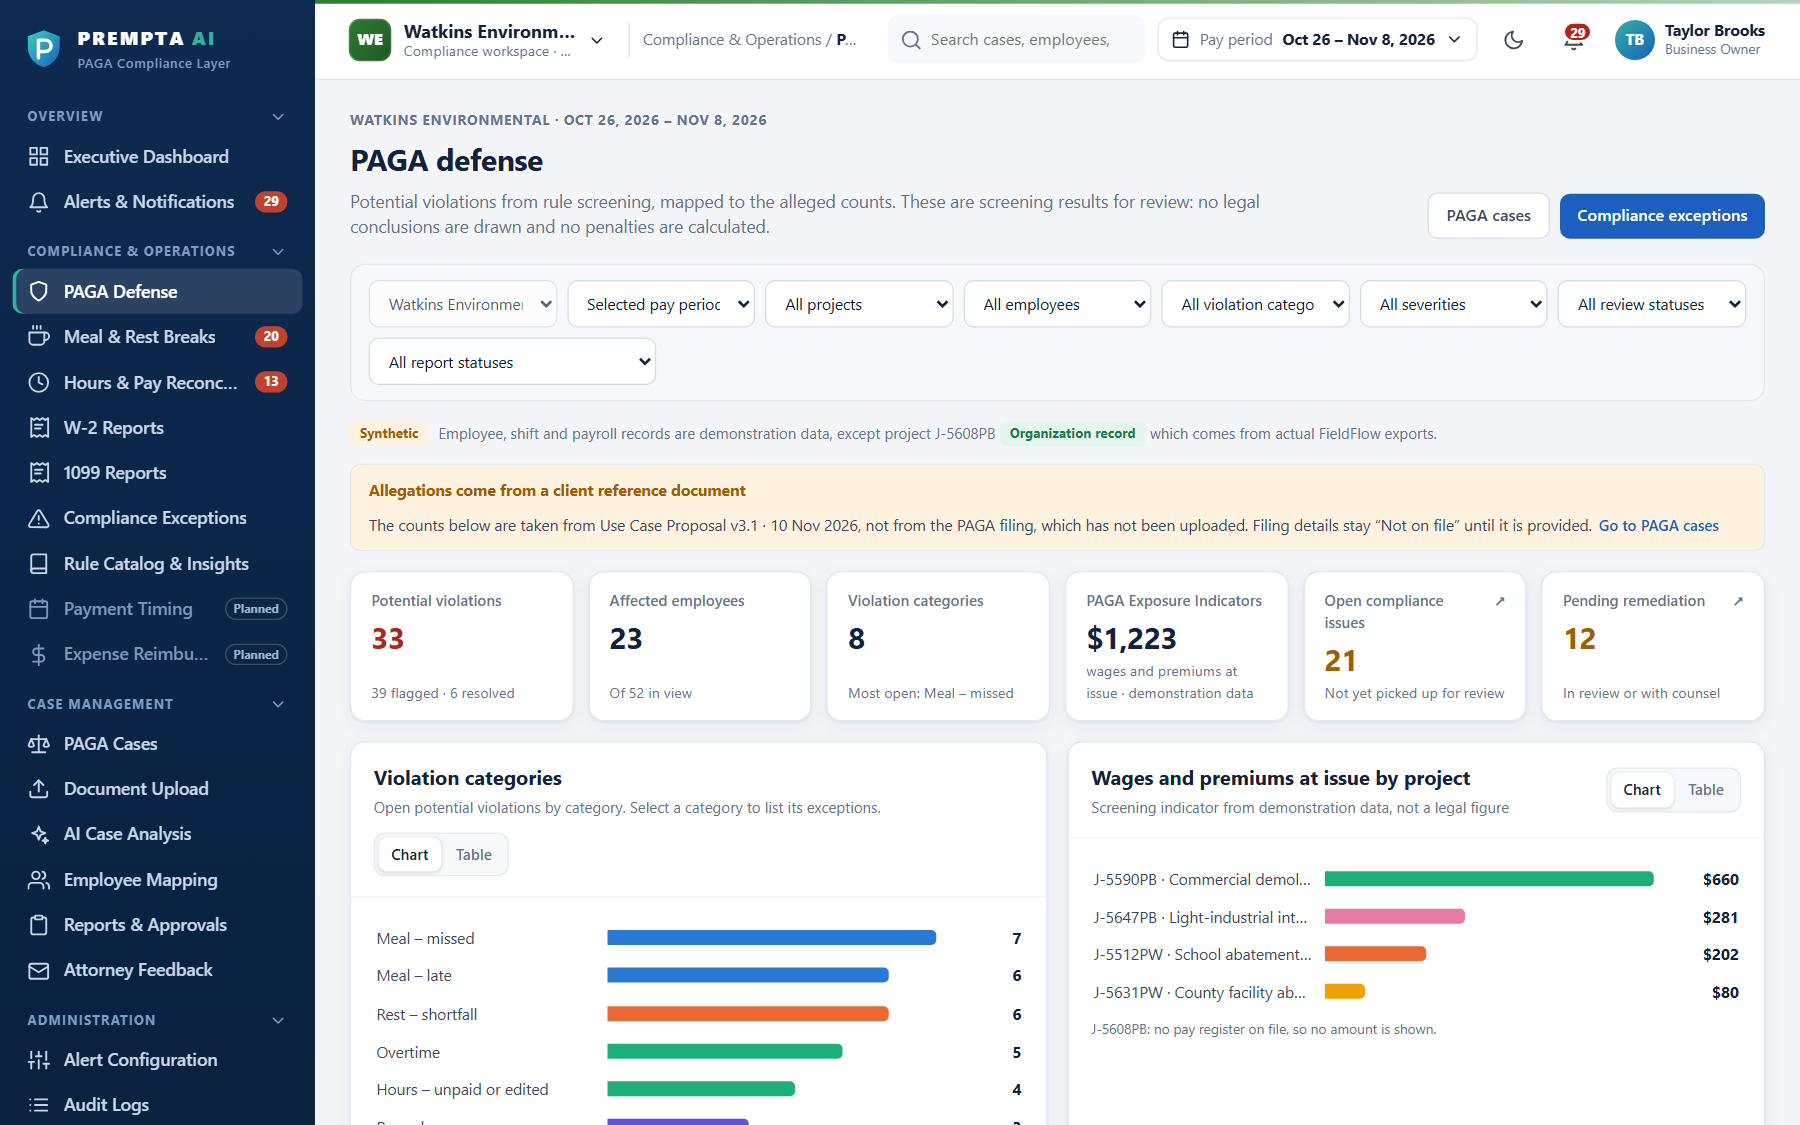 PREMPTA AI
PAGA Compliance Layer
OVERVIEW
Executive Dashboard
Alerts & Notifications 29
COMPLIANCE & OPERATIONS
PAGA Defense
Meal & Rest Breaks 20
Hours & Pay Reconc... 13
W-2 Reports
1099 Reports
Compliance Exceptions
Rule Catalog & Insights
Payment Timing Planned
Expense Reimbu... Planned
CASE MANAGEMENT
PAGA Cases
Document Upload
AI Case Analysis
Employee Mapping
Reports & Approvals
Attorney Feedback
ADMINISTRATION
Alert Configuration
Audit Logs
WE
Watkins Environm...
Compliance workspace · ...
Compliance & Operations / P...
Search cases, employees,
Pay period Oct 26 – Nov 8, 2026
29
TB
Taylor Brooks
Business Owner
WATKINS ENVIRONMENTAL · OCT 26, 2026 – NOV 8, 2026
PAGA defense
Potential violations from rule screening, mapped to the alleged counts. These are screening results for review: no legal
conclusions are drawn and no penalties are calculated.
PAGA cases
Compliance exceptions
Watkins Environme
Selected pay period
All projects
All employees
All violation catego
All severities
All review statuses
All report statuses
Synthetic Employee, shift and payroll records are demonstration data, except project J-5608PB Organization record which comes from actual FieldFlow exports.
Allegations come from a client reference document
The counts below are taken from Use Case Proposal v3.1 · 10 Nov 2026, not from the PAGA filing, which has not been uploaded. Filing details stay “Not on file” until it is provided. Go to PAGA cases
Potential violations
33
39 flagged · 6 resolved
Affected employees
23
Of 52 in view
Violation categories
8
Most open: Meal – missed
PAGA Exposure Indicators
$1,223
wages and premiums at
issue · demonstration data
Open compliance ↗
issues
21
Not yet picked up for review
Pending remediation ↗
12
In review or with counsel
Violation categories
Open potential violations by category. Select a category to list its exceptions.
Chart Table
Meal – missed 7
Meal – late 6
Rest – shortfall 6
Overtime 5
Hours – unpaid or edited 4
Wages and premiums at issue by project
Screening indicator from demonstration data, not a legal figure
Chart Table
J-5590PB · Commercial demol... $660
J-5647PB · Light-industrial int... $281
J-5512PW · School abatement... $202
J-5631PW · County facility ab... $80
J-5608PB: no pay register on file, so no amount is shown.